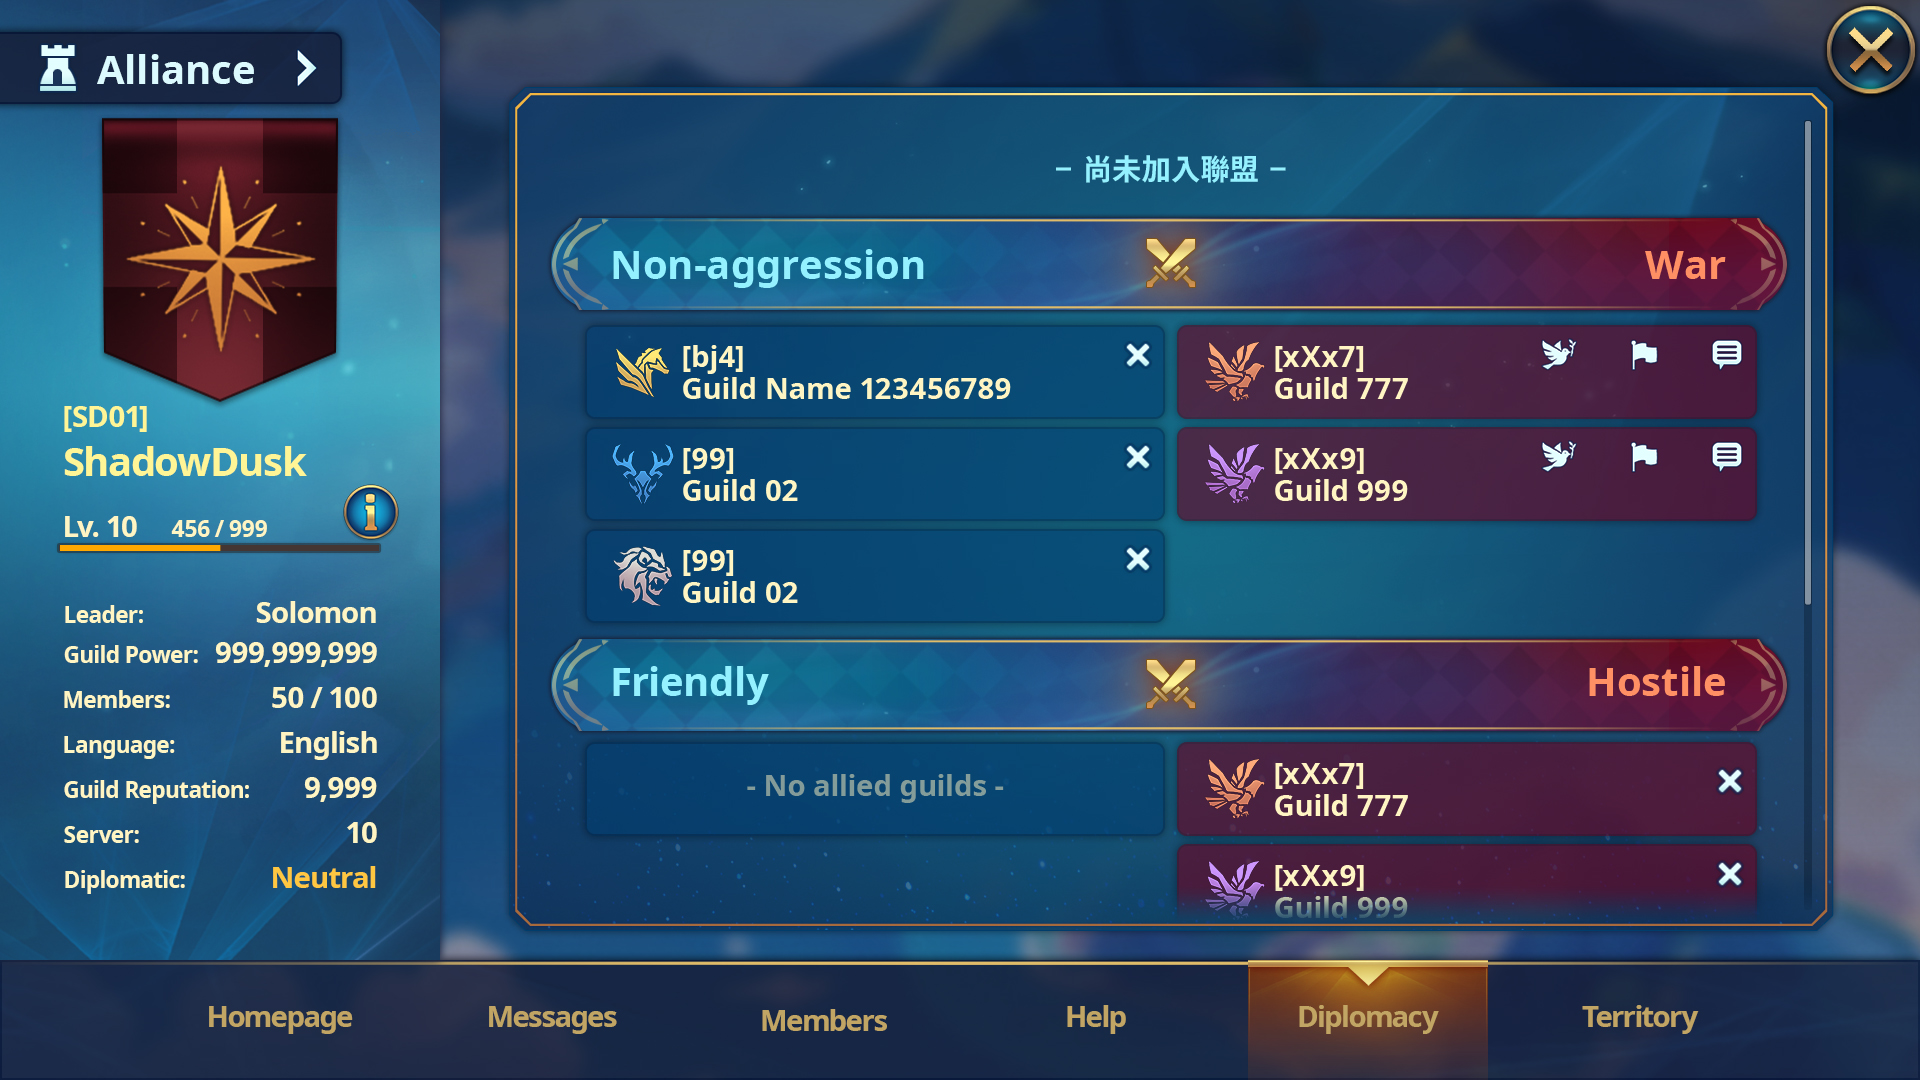 Alliance
[SD01]
ShadowDusk
Lv. 10 456 / 999
Leader: Solomon
Guild Power: 999,999,999
Members: 50 / 100
Language: English
Guild Reputation: 9,999
Server: 10
Diplomatic: Neutral
– 尚未加入聯盟 –
Non-aggression War
[bj4]
Guild Name 123456789
[xXx7]
Guild 777
[99]
Guild 02
[xXx9]
Guild 999
[99]
Guild 02
Friendly Hostile
- No allied guilds -
[xXx7]
Guild 777
[xXx9]
Guild 999
Homepage Messages Members Help Diplomacy Territory